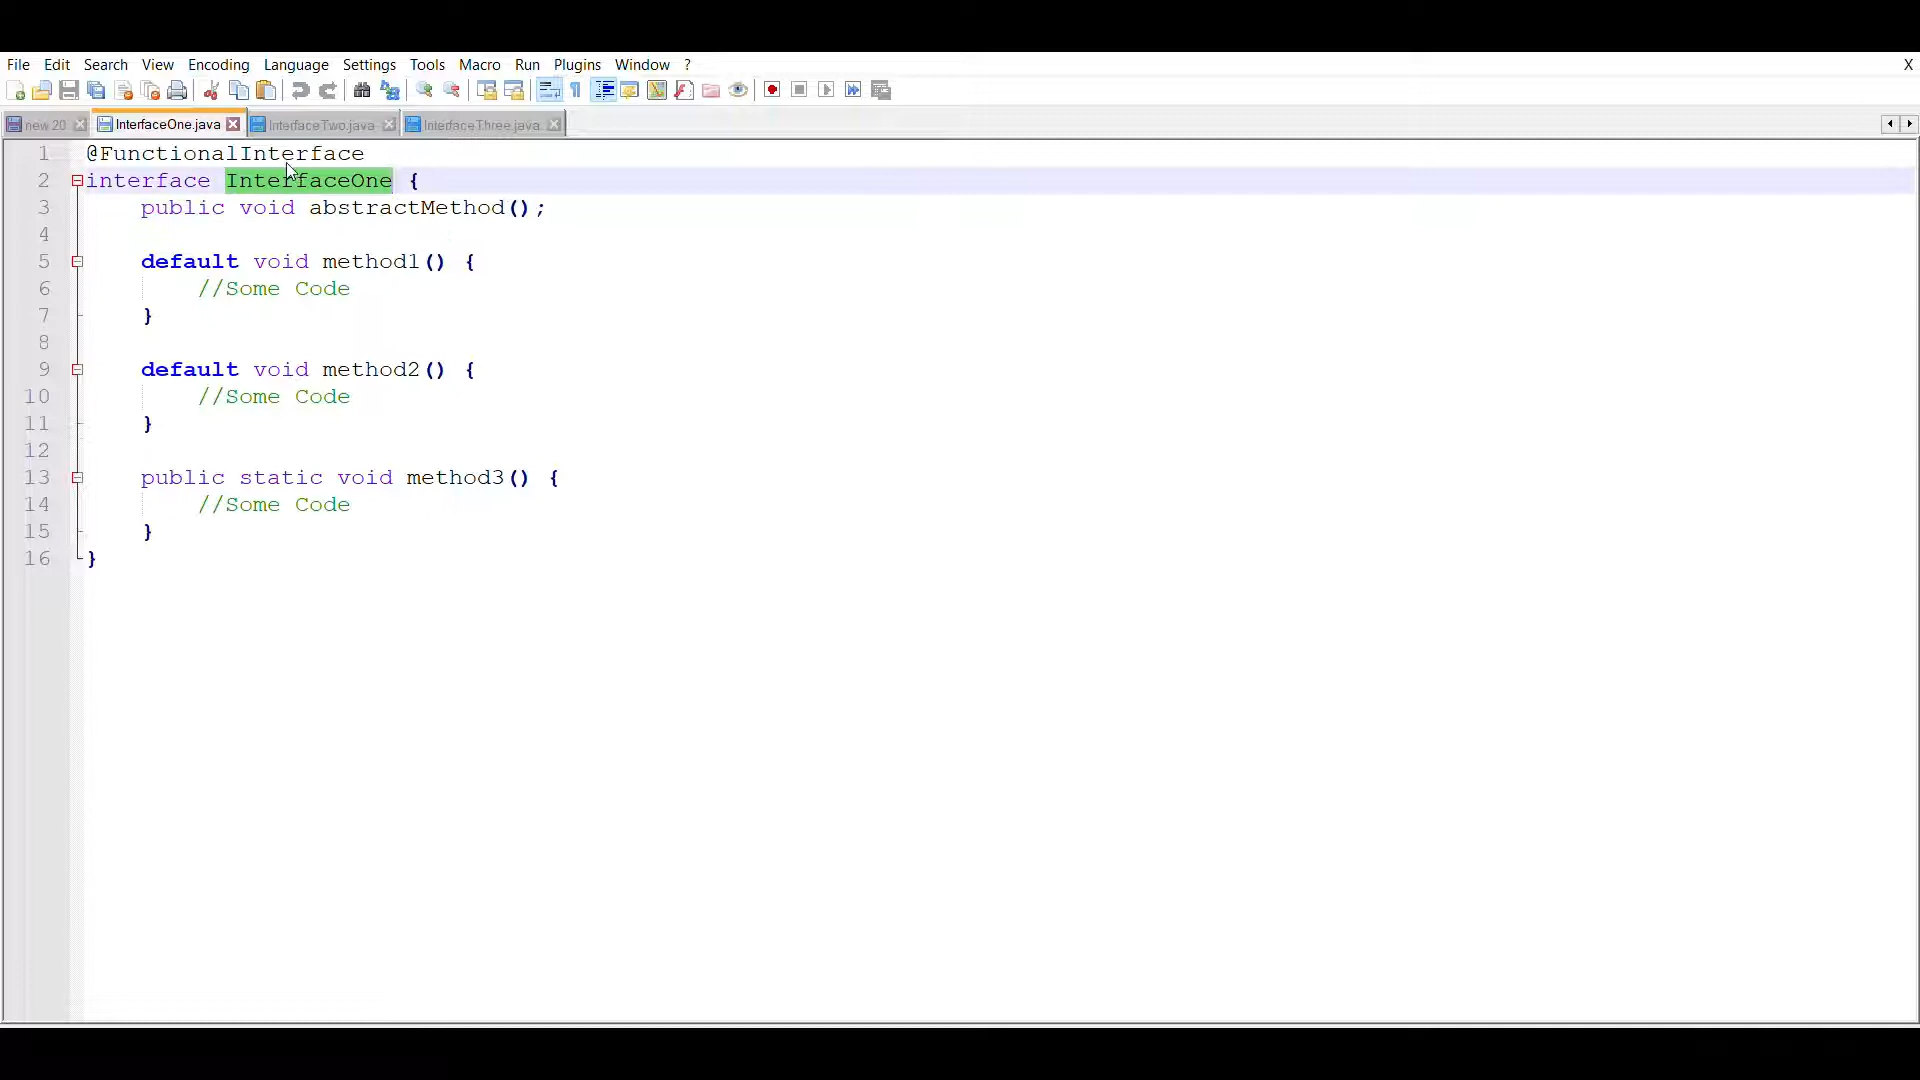 File Edit Search View Encoding Language Settings Tools Macro Run Plugins Window ? X
new 20 InterfaceOne.java InterfaceTwo.java InterfaceThree.java
1 @FunctionalInterface
2 interface InterfaceOne {
3 public void abstractMethod();
4
5 default void method1() {
6 //Some Code
7 }
8
9 default void method2() {
10 //Some Code
11 }
12
13 public static void method3() {
14 //Some Code
15 }
16 }